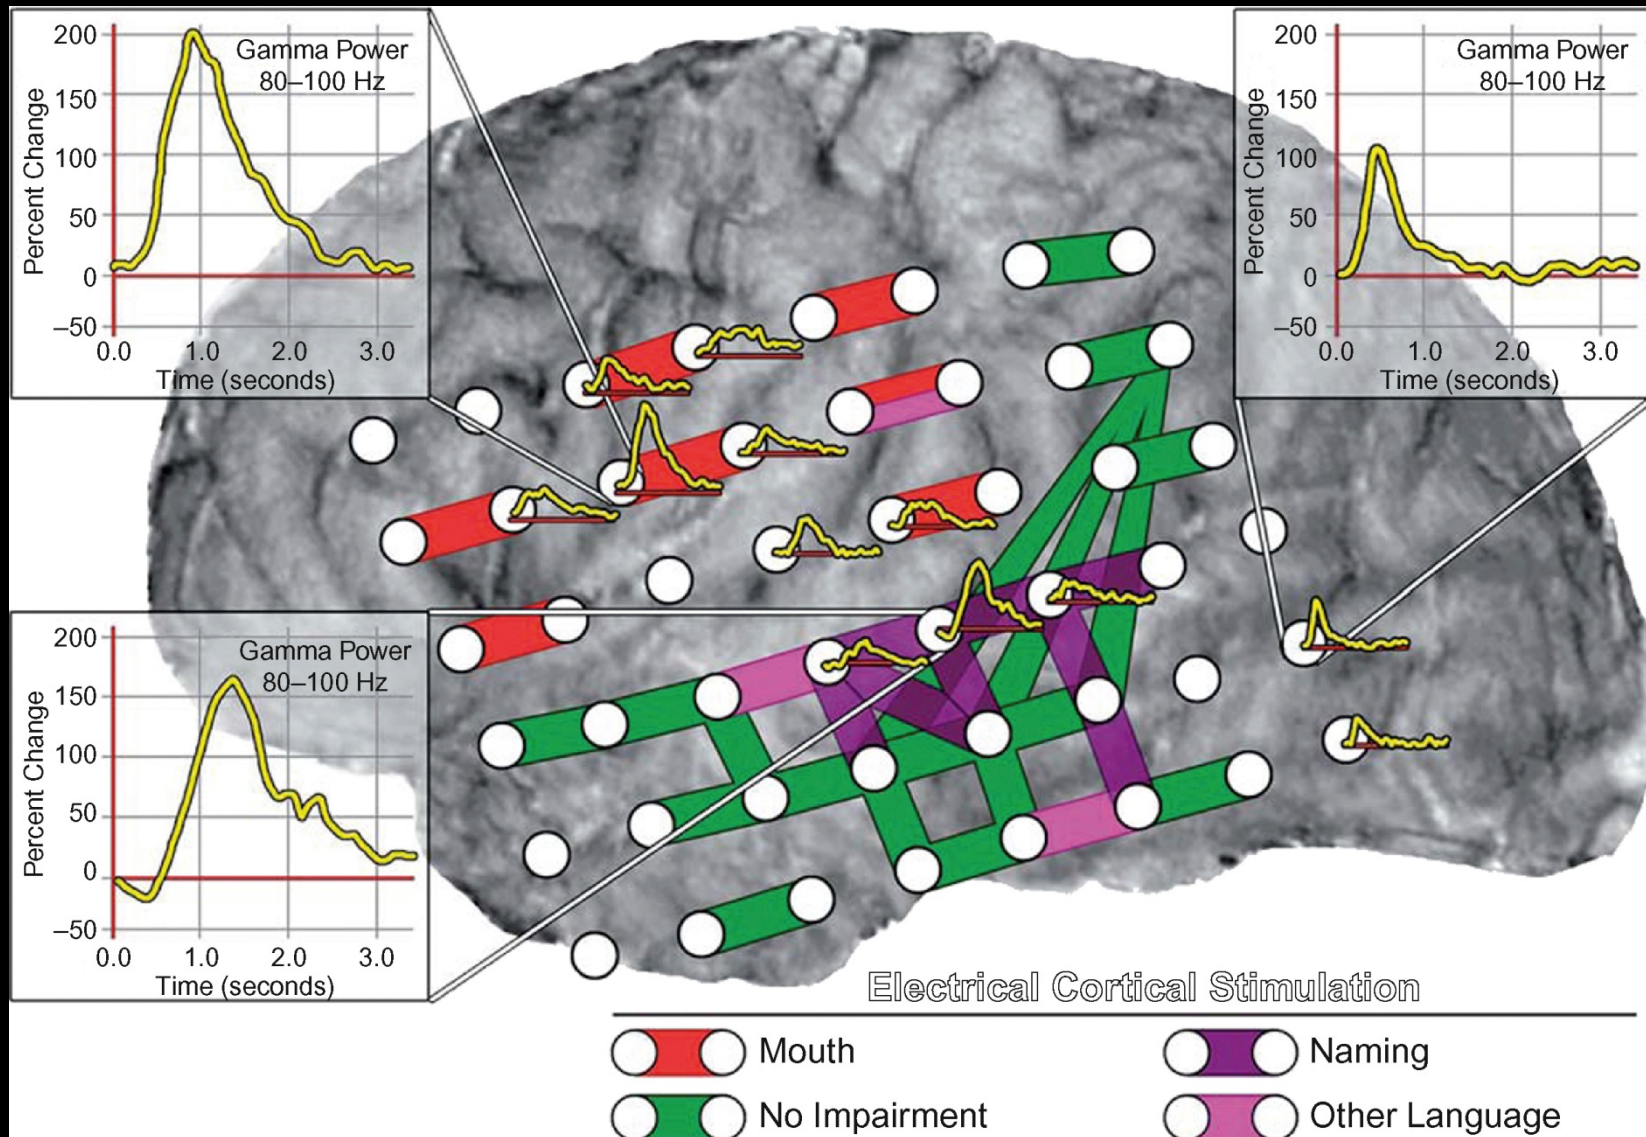 200
150
100
50
0
–50
Percent Change
Gamma Power
80–100 Hz
0.0 1.0 2.0 3.0
Time (seconds)
200
150
100
50
0
–50
Percent Change
Gamma Power
80–100 Hz
0.0 1.0 2.0 3.0
Time (seconds)
200
150
100
50
0
–50
Percent Change
Gamma Power
80–100 Hz
0.0 1.0 2.0 3.0
Time (seconds)
Electrical Cortical Stimulation
Mouth
Naming
No Impairment
Other Language